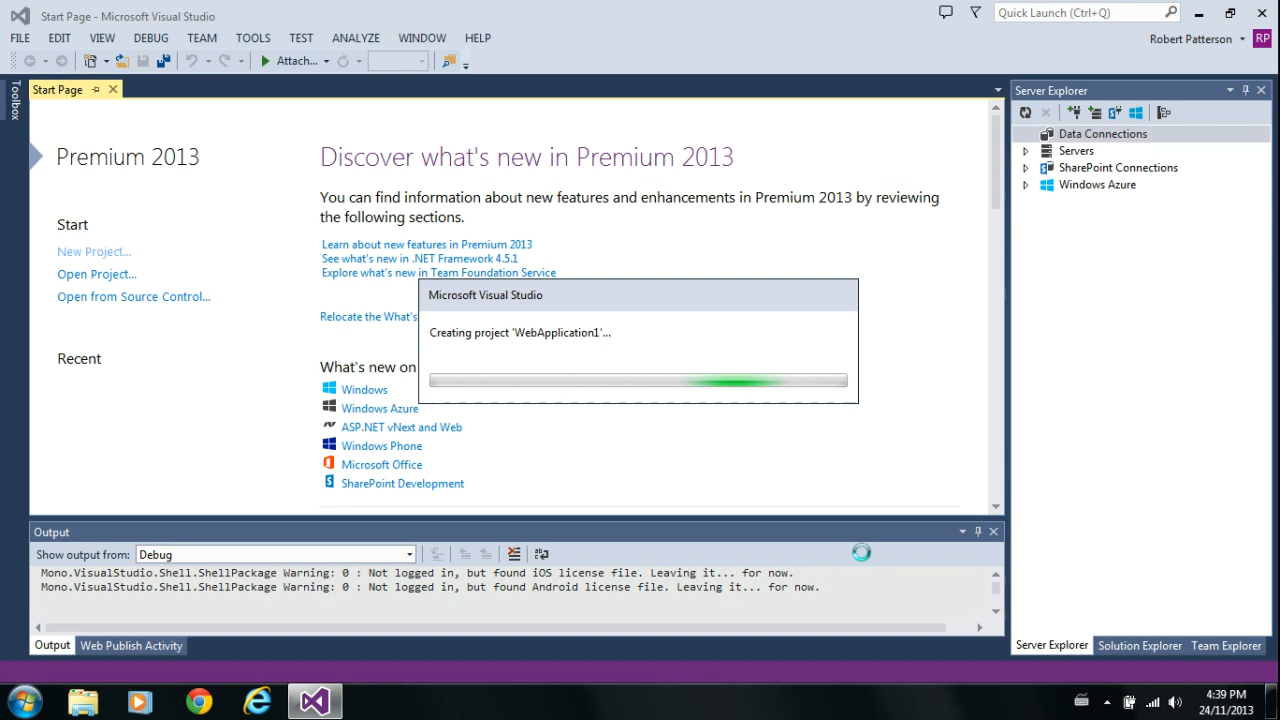 Start Page - Microsoft Visual Studio
Quick Launch (Ctrl+Q)
FILE EDIT VIEW DEBUG TEAM TOOLS TEST ANALYZE WINDOW HELP
Robert Patterson RP
Attach...
Toolbox
Start Page
Premium 2013
Start
New Project...
Open Project...
Open from Source Control...
Recent
Discover what's new in Premium 2013
You can find information about new features and enhancements in Premium 2013 by reviewing
the following sections.
Learn about new features in Premium 2013
See what's new in .NET Framework 4.5.1
Explore what's new in Team Foundation Service
Relocate the What's
What's new on
Windows
Windows Azure
ASP.NET vNext and Web
Windows Phone
Microsoft Office
SharePoint Development
Microsoft Visual Studio
Creating project 'WebApplication1'...
Server Explorer
Data Connections
Servers
SharePoint Connections
Windows Azure
Output
Show output from: Debug
Mono.VisualStudio.Shell.ShellPackage Warning: 0 : Not logged in, but found iOS license file. Leaving it... for now.
Mono.VisualStudio.Shell.ShellPackage Warning: 0 : Not logged in, but found Android license file. Leaving it... for now.
Output Web Publish Activity
Server Explorer Solution Explorer Team Explorer
4:39 PM
24/11/2013